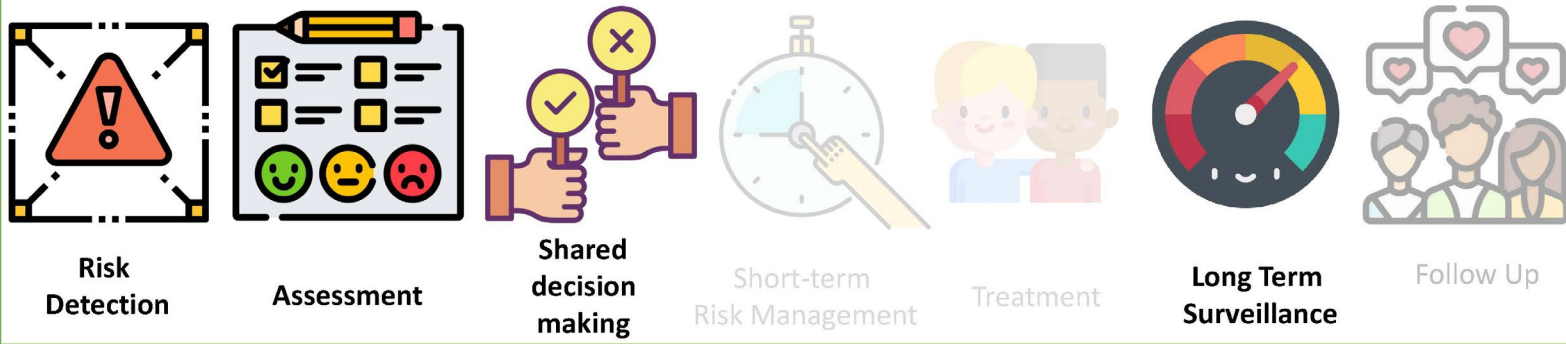 Risk
Detection
Assessment
Shared
decision
making
Short-term
Risk Management
Treatment
Long Term
Surveillance
Follow Up